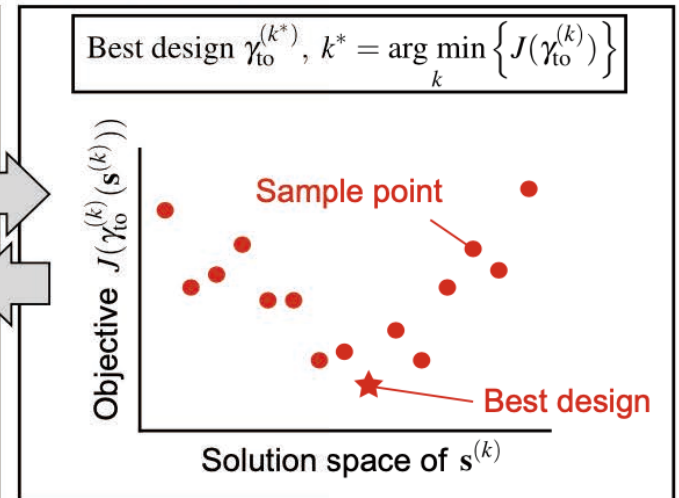 Best design γ_to^(k*), k* = arg min_k {J(γ_to^(k))}
Objective J(γ_to^(k)(s^(k)))
Sample point
Best design
Solution space of s^(k)